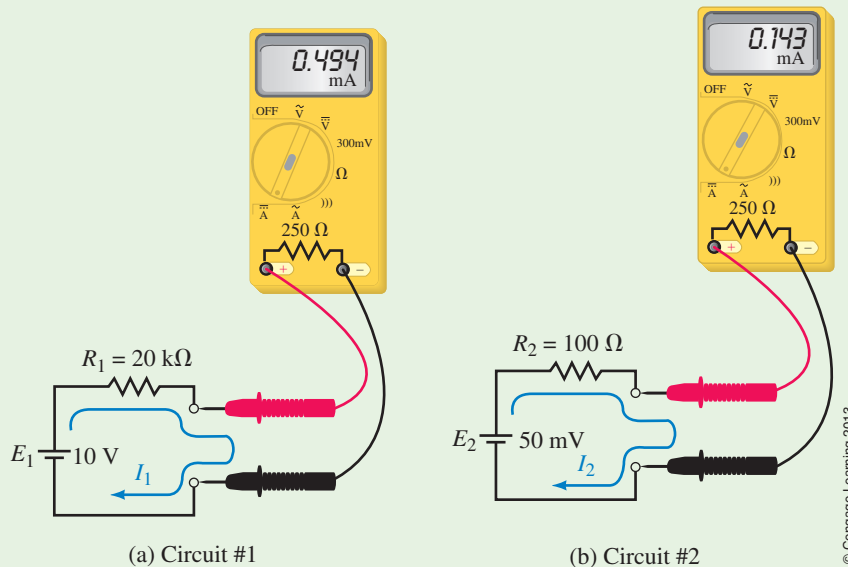 0.494
mA
OFF
Ṽ
V
300mV
Ω
)))
A
Ã
250 Ω
+
−
R1 = 20 kΩ
E1
10 V
I1
(a) Circuit #1
0.143
mA
OFF
Ṽ
V
300mV
Ω
)))
A
Ã
250 Ω
+
−
R2 = 100 Ω
E2
50 mV
I2
(b) Circuit #2
© Cengage Learning 2013